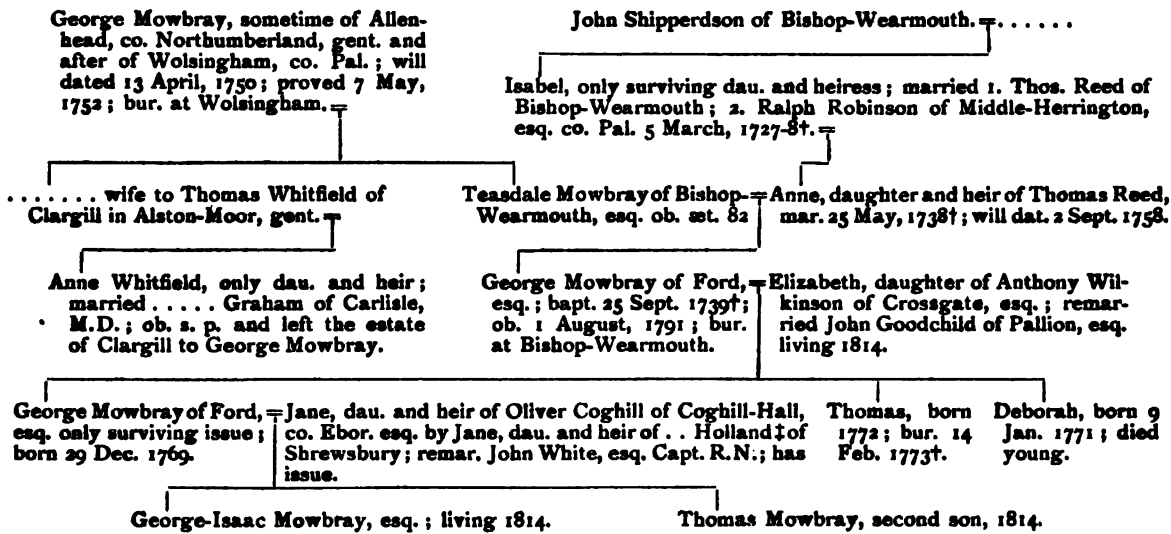 George Mowbray, sometime of Allen-
head, co. Northumberland, gent. and
after of Wolsingham, co. Pal. ; will
dated 13 April, 1750 ; proved 7 May,
1752 ; bur. at Wolsingham. =
John Shipperdson of Bishop-Wearmouth. = . . . . . .
Isabel, only surviving dau. and heiress ; married 1. Thos. Reed of
Bishop-Wearmouth ; 2. Ralph Robinson of Middle-Herrington,
esq. co. Pal. 5 March, 1727-8†. =
. . . . . . . wife to Thomas Whitfield of
Clargill in Alston-Moor, gent. =
Teasdale Mowbray of Bishop- =
Wearmouth, esq. ob. æt. 82
Anne, daughter and heir of Thomas Reed,
mar. 25 May, 1738† ; will dat. 2 Sept. 1758.
Anne Whitfield, only dau. and heir ;
married . . . . . Graham of Carlisle,
M.D. ; ob. s. p. and left the estate
of Clargill to George Mowbray.
George Mowbray of Ford, =
esq. ; bapt. 25 Sept. 1739† ;
ob. 1 August, 1791 ; bur.
at Bishop-Wearmouth.
Elizabeth, daughter of Anthony Wil-
kinson of Crossgate, esq. ; remar-
ried John Goodchild of Pallion, esq.
living 1814.
George Mowbray of Ford, =
esq. only surviving issue ;
born 29 Dec. 1769.
Jane, dau. and heir of Oliver Coghill of Coghill-Hall,
co. Ebor. esq. by Jane, dau. and heir of . . Holland‡ of
Shrewsbury ; remar. John White, esq. Capt. R.N. ; has
issue.
Thomas, born
1772 ; bur. 14
Feb. 1773†.
Deborah, born 9
Jan. 1771 ; died
young.
George-Isaac Mowbray, esq. ; living 1814.
Thomas Mowbray, second son, 1814.